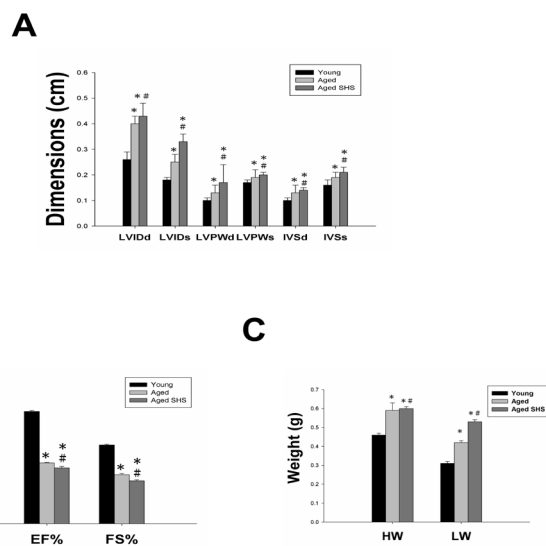 A
Dimensions (cm)
0.6
0.5
0.4
0.3
0.2
0.1
0.0
Young
Aged
Aged SHS
* * #
* * #
* * #
* * #
* * #
* * #
LVIDd LVIDs LVPWd LVPWs IVSd IVSs
Young
Aged
Aged SHS
* * #
* * #
EF% FS%
C
Weight (g)
0.7
0.6
0.5
0.4
0.3
0.2
0.1
0.0
Young
Aged
Aged SHS
* * #
* * #
HW LW